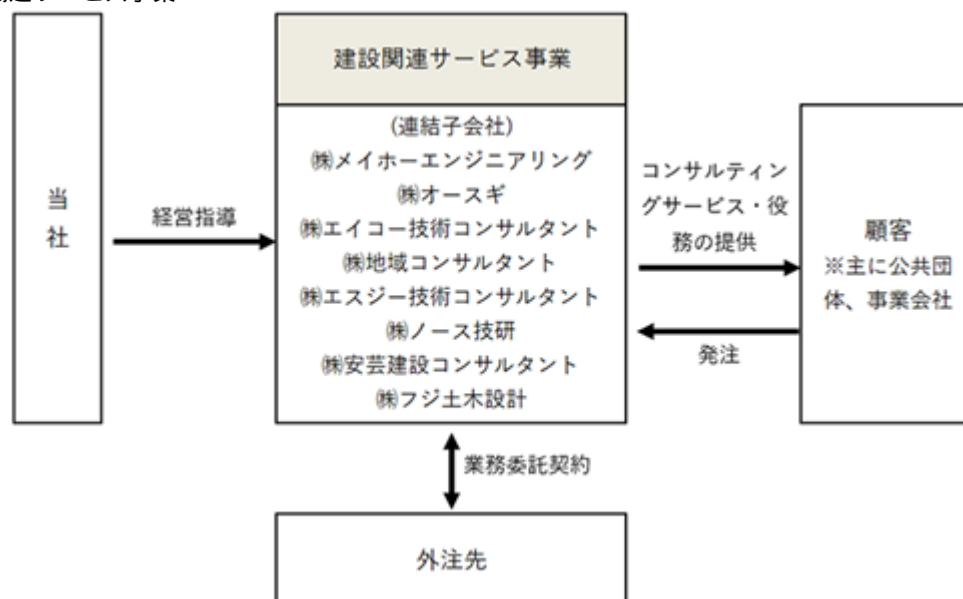 建設関連サービス事業
(連結子会社)
㈱メイホーエンジニアリング
㈱オースギ
㈱エイコー技術コンサルタント
㈱地域コンサルタント
㈱エスジー技術コンサルタント
㈱ノース技研
㈱安芸建設コンサルタント
㈱フジ土木設計
当
社
経営指導
コンサルティン
グサービス・役
務の提供
発注
顧客
※主に公共団
体、事業会社
業務委託契約
外注先